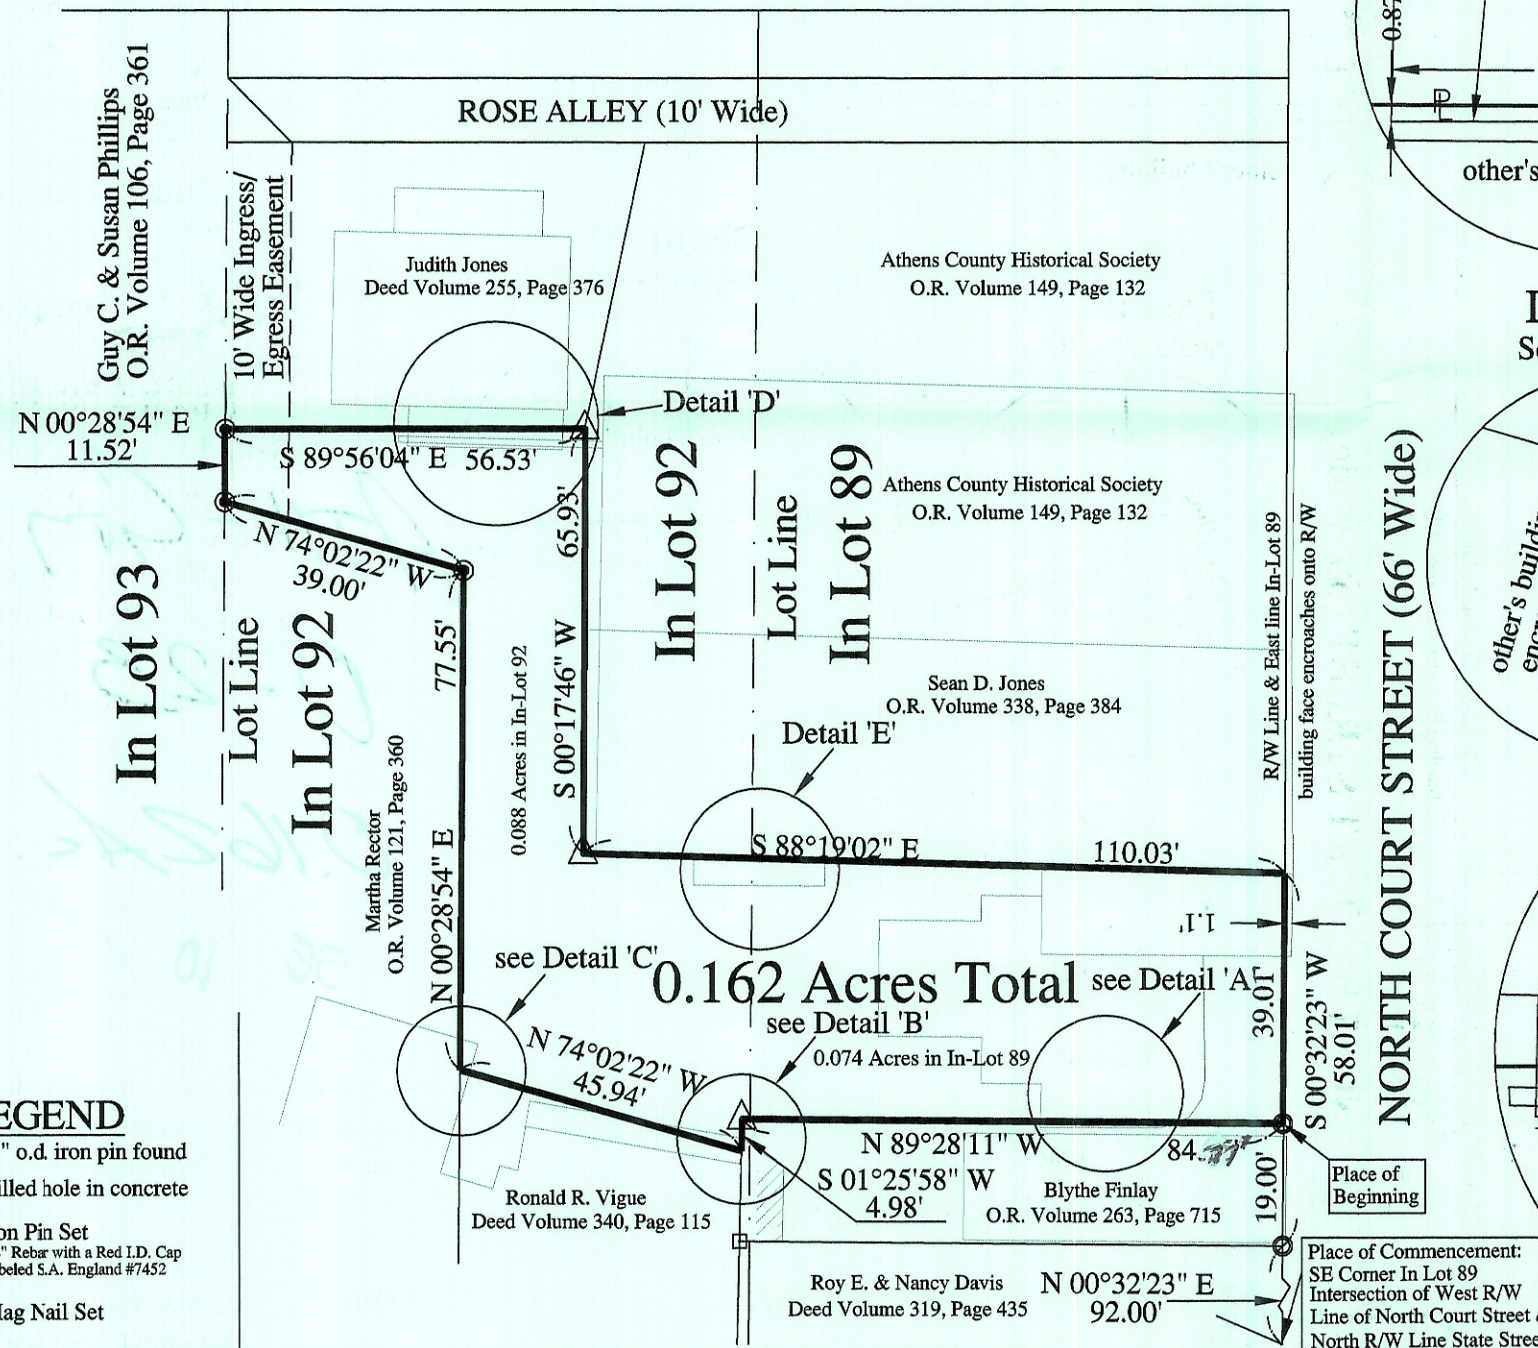 Guy C. & Susan Phillips
O.R. Volume 106, Page 361
ROSE ALLEY (10' Wide)
10' Wide Ingress/
Egress Easement
Judith Jones
Deed Volume 255, Page 376
Athens County Historical Society
O.R. Volume 149, Page 132
0.87
PL
other's
N 00°28'54" E
11.52'
S 89°56'04" E 56.53'
Detail 'D'
N 74°02'22" W
39.00'
65.93'
S 00°17'46" W
In Lot 92
Lot Line
In Lot 89
Athens County Historical Society
O.R. Volume 149, Page 132
R/W Line & East line In-Lot 89
building face encroaches onto R/W
NORTH COURT STREET (66' Wide)
other's buildin
In Lot 93
Lot Line
In Lot 92
77.55'
N 00°28'54" E
0.088 Acres in In-Lot 92
Martha Rector
O.R. Volume 121, Page 360
Sean D. Jones
O.R. Volume 338, Page 384
Detail 'E'
S 88°19'02" E 110.03'
1.1'
see Detail 'C'
0.162 Acres Total
see Detail 'A'
see Detail 'B'
0.074 Acres in In-Lot 89
39.01'
S 00°32'23" W
58.01'
N 74°02'22" W
45.94'
N 89°28'11" W 84.
S 01°25'58" W
4.98'
19.00'
Blythe Finlay
O.R. Volume 263, Page 715
Place of
Beginning
Ronald R. Vigue
Deed Volume 340, Page 115
Roy E. & Nancy Davis
Deed Volume 319, Page 435
N 00°32'23" E
92.00'
Place of Commencement:
SE Corner In Lot 89
Intersection of West R/W
Line of North Court Street
North R/W Line State Stree
EGEND
" o.d. iron pin found
illed hole in concrete
on Pin Set
" Rebar with a Red I.D. Cap
beled S.A. England #7452
lag Nail Set